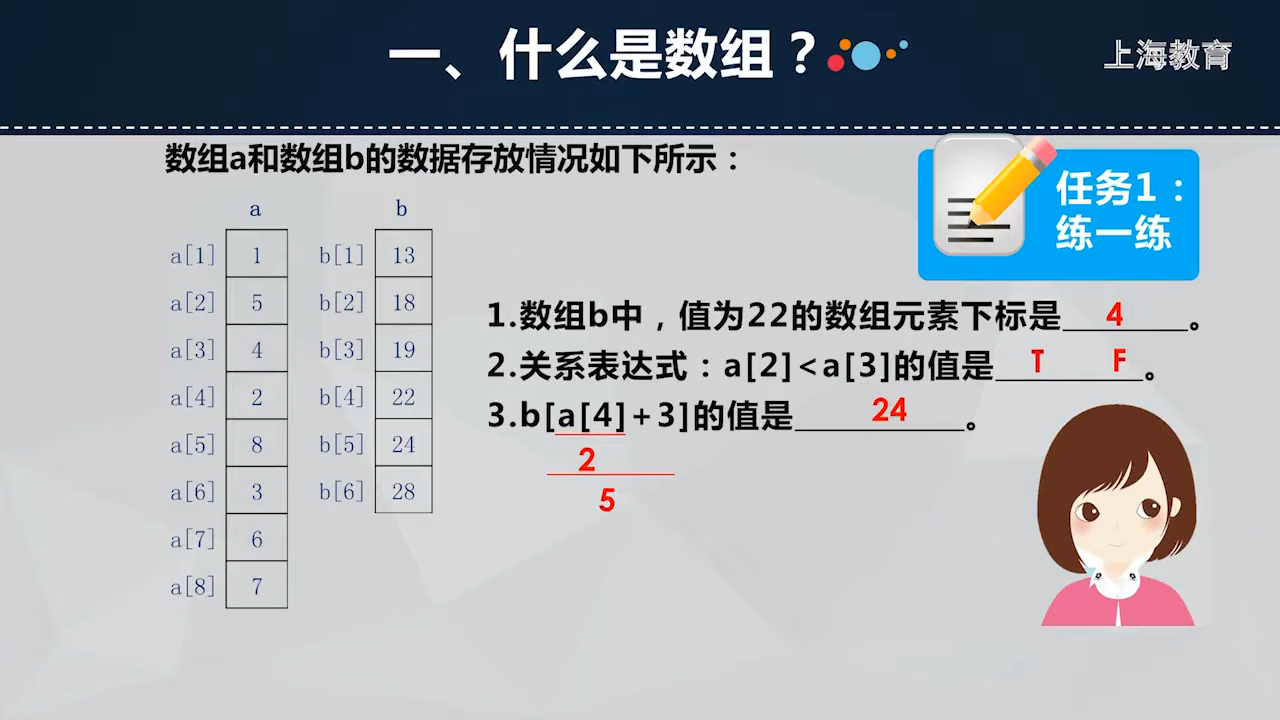 一、什么是数组？
上海教育
数组a和数组b的数据存放情况如下所示：
任务1：
练一练
a b
a[1] 1 b[1] 13
a[2] 5 b[2] 18
a[3] 4 b[3] 19
a[4] 2 b[4] 22
a[5] 8 b[5] 24
a[6] 3 b[6] 28
a[7] 6
a[8] 7
1.数组b中，值为22的数组元素下标是 4 。
2.关系表达式：a[2]<a[3]的值是 T F 。
3.b[a[4]+3]的值是 24 。
2
5